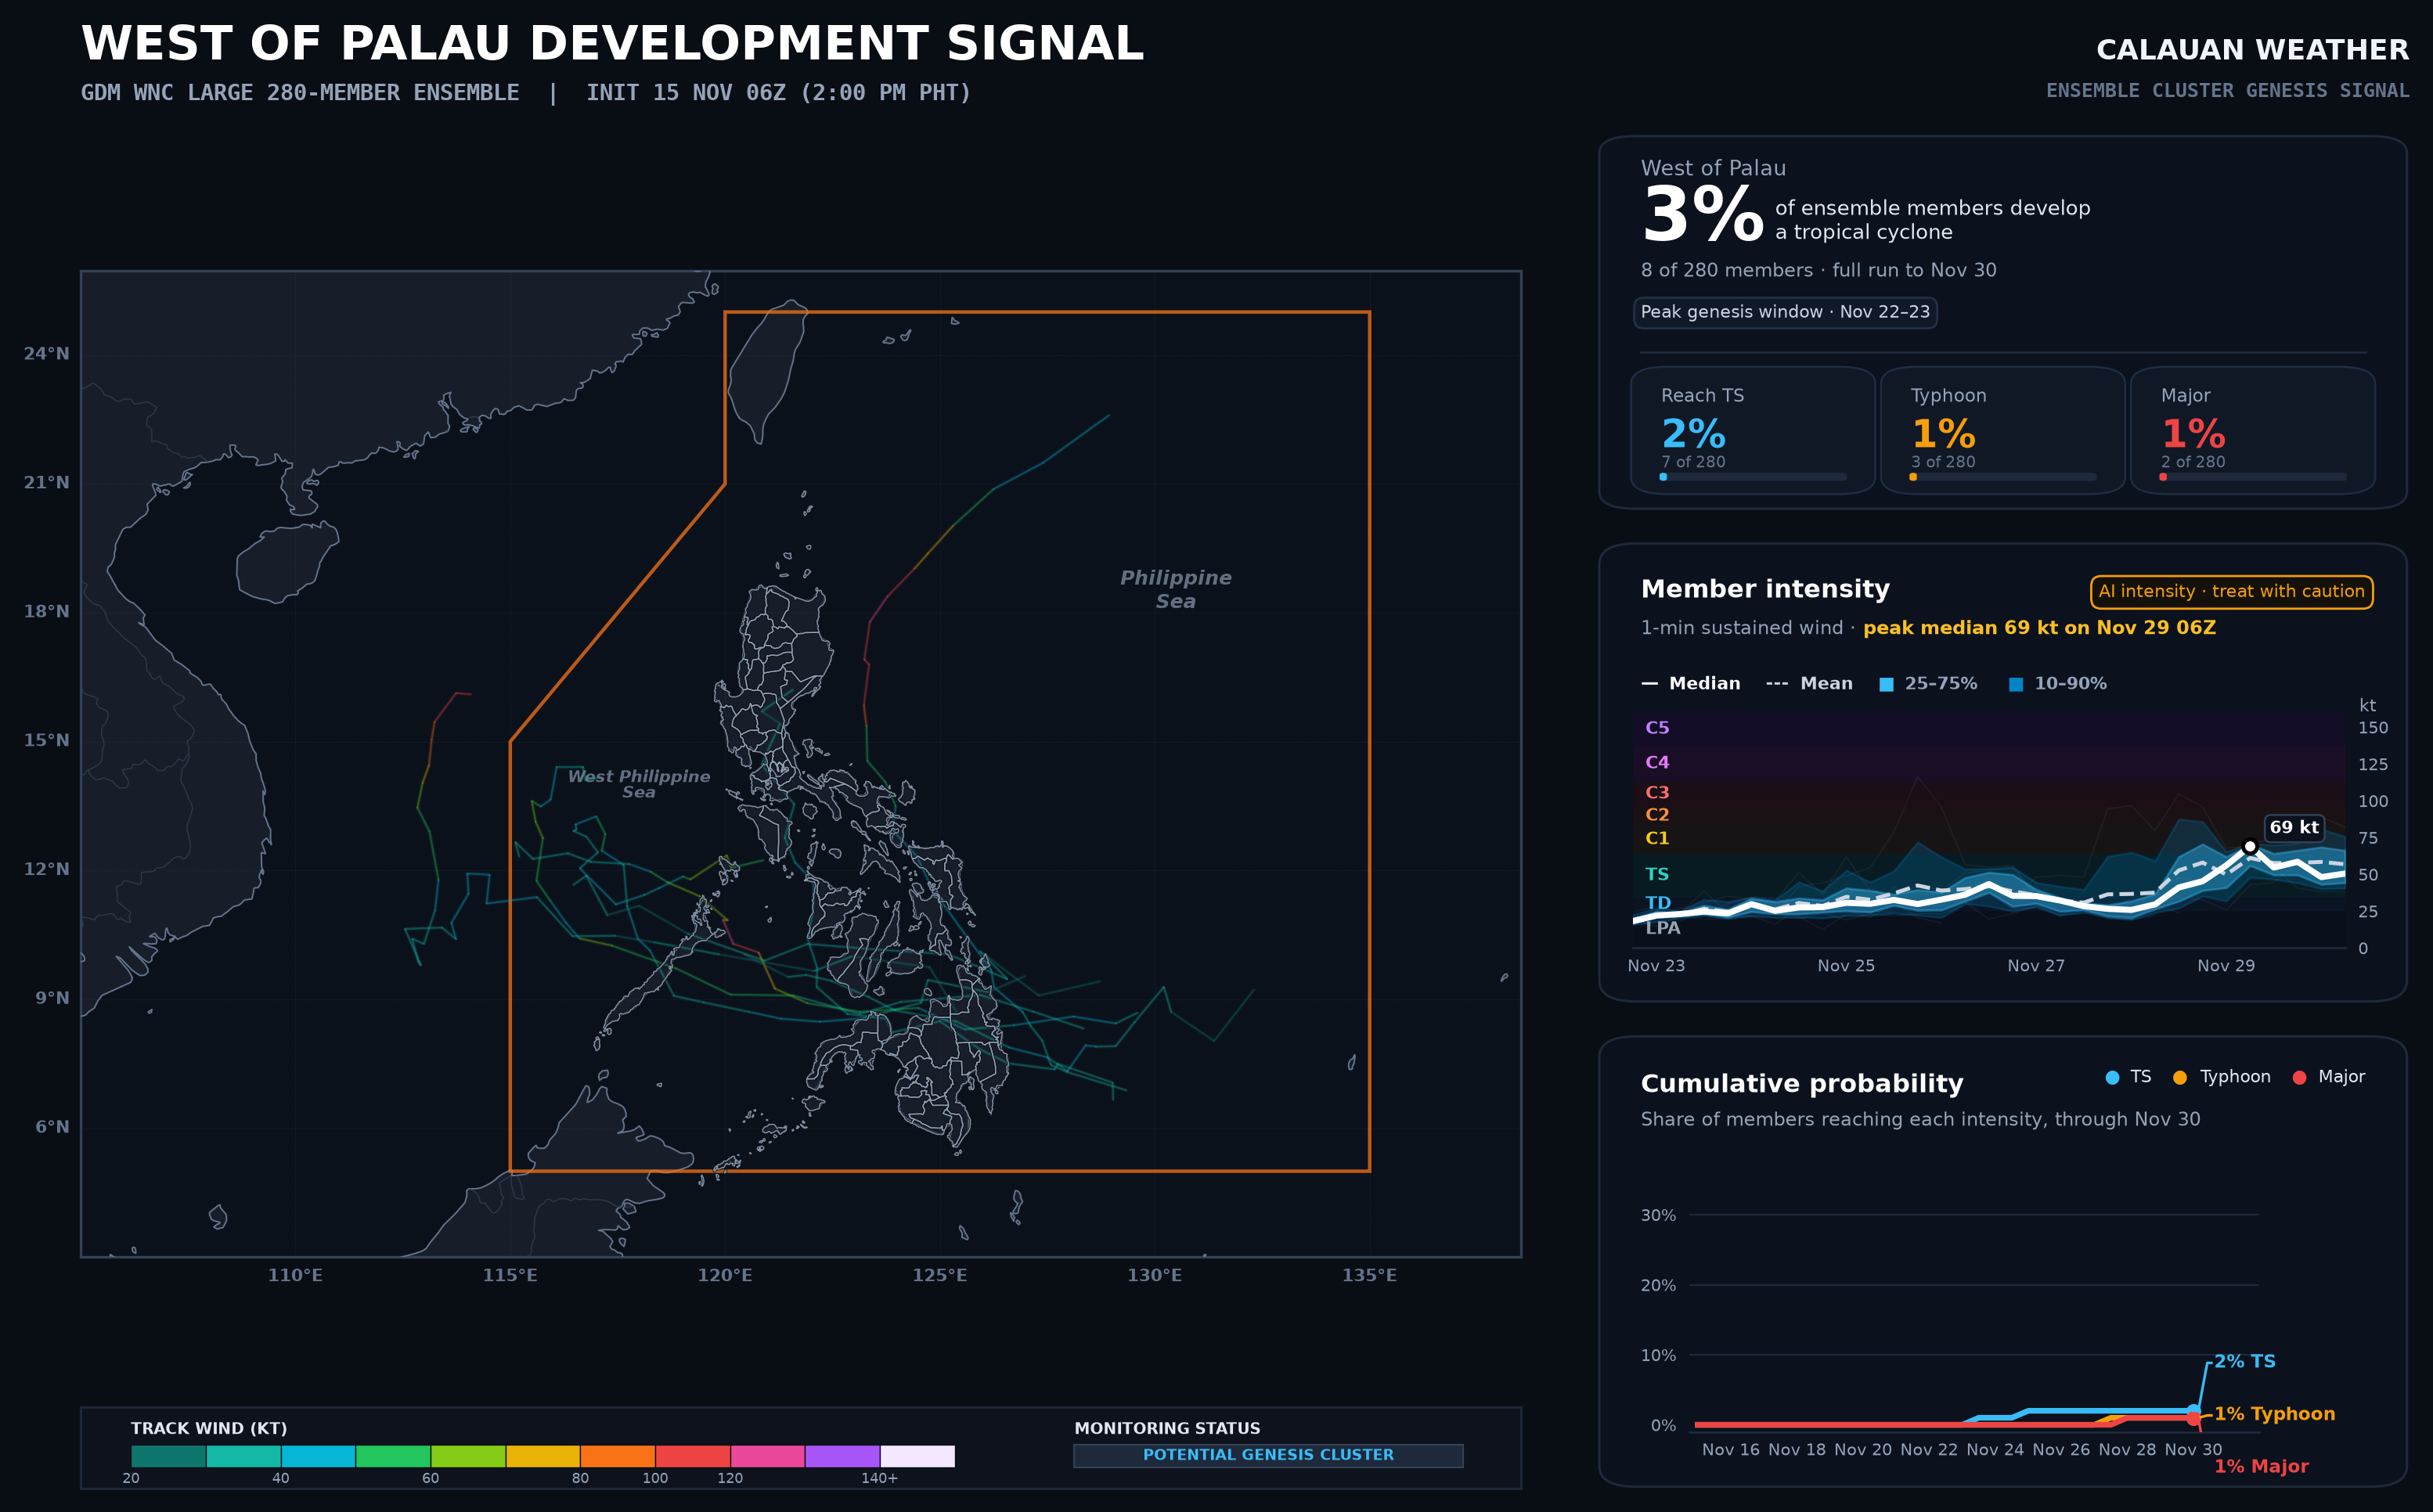 WEST OF PALAU DEVELOPMENT SIGNAL
GDM WNC LARGE 280-MEMBER ENSEMBLE | INIT 15 NOV 06Z (2:00 PM PHT)
CALAUAN WEATHER
ENSEMBLE CLUSTER GENESIS SIGNAL
24°N
21°N
18°N
15°N
12°N
9°N
6°N
110°E
115°E
120°E
125°E
130°E
135°E
Philippine
Sea
West Philippine
Sea
TRACK WIND (KT)
20
40
60
80
100
120
140+
MONITORING STATUS
POTENTIAL GENESIS CLUSTER
West of Palau
3% of ensemble members develop
a tropical cyclone
8 of 280 members · full run to Nov 30
Peak genesis window · Nov 22–23
Reach TS
2%
7 of 280
Typhoon
1%
3 of 280
Major
1%
2 of 280
Member intensity
AI intensity · treat with caution
1-min sustained wind · peak median 69 kt on Nov 29 06Z
Median
Mean
25–75%
10–90%
kt
C5
C4
C3
C2
C1
TS
TD
LPA
150
125
100
75
50
25
0
69 kt
Nov 23
Nov 25
Nov 27
Nov 29
Cumulative probability
TS
Typhoon
Major
Share of members reaching each intensity, through Nov 30
30%
20%
10%
0%
2% TS
1% Typhoon
1% Major
Nov 16
Nov 18
Nov 20
Nov 22
Nov 24
Nov 26
Nov 28
Nov 30